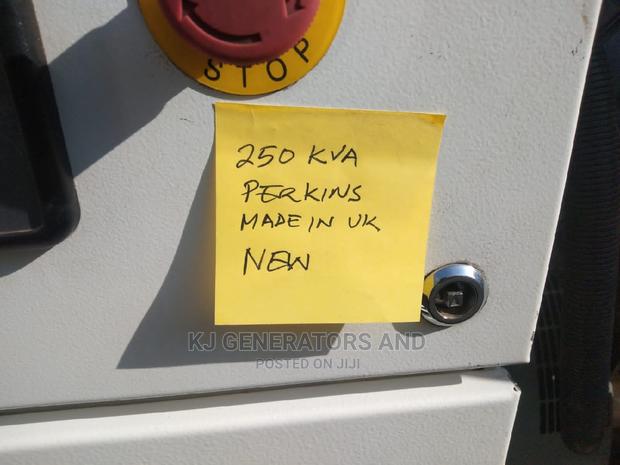 STOP
250 KVA
PERKINS
MADE IN UK
NEW
KJ GENERATORS AND
POSTED ON JIJI